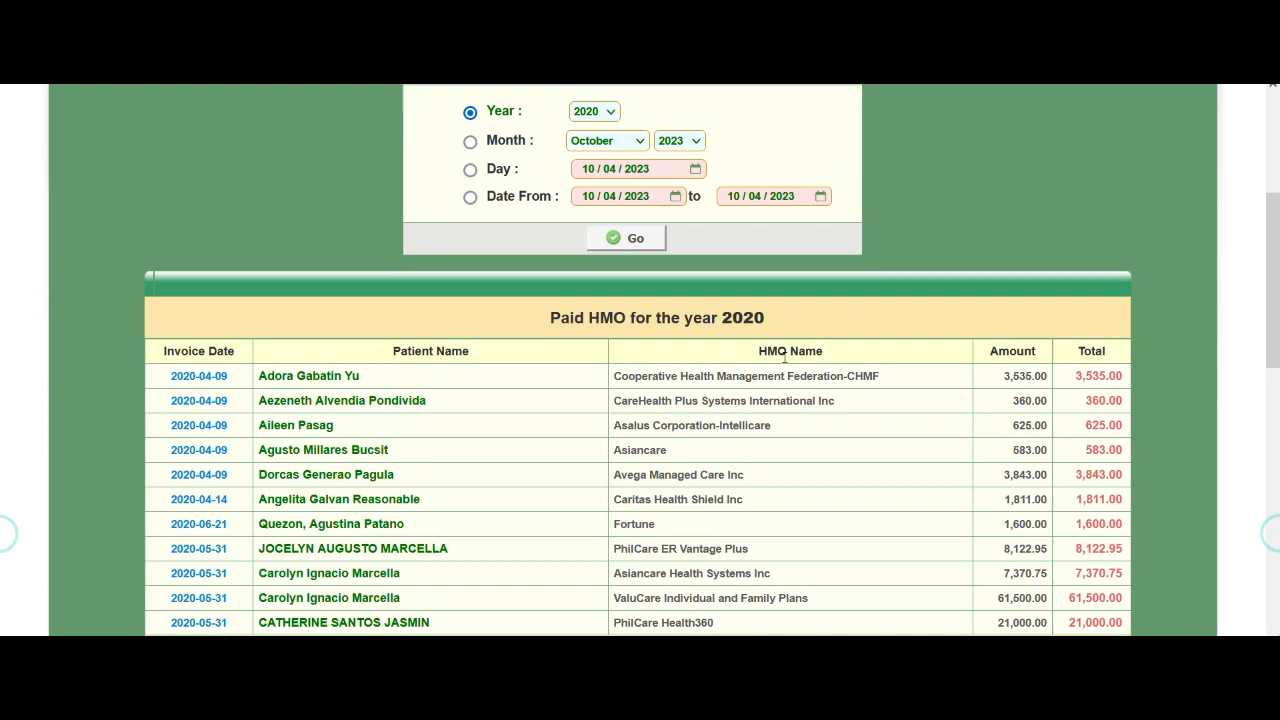 Year : 2020
Month : October 2023
Day : 10 / 04 / 2023
Date From : 10 / 04 / 2023 to 10 / 04 / 2023
Go
Paid HMO for the year 2020
Invoice Date Patient Name HMO Name Amount Total
2020-04-09 Adora Gabatin Yu Cooperative Health Management Federation-CHMF 3,535.00 3,535.00
2020-04-09 Aezeneth Alvendia Pondivida CareHealth Plus Systems International Inc 360.00 360.00
2020-04-09 Aileen Pasag Asalus Corporation-Intellicare 625.00 625.00
2020-04-09 Agusto Millares Bucsit Asiancare 583.00 583.00
2020-04-09 Dorcas Generao Pagula Avega Managed Care Inc 3,843.00 3,843.00
2020-04-14 Angelita Galvan Reasonable Caritas Health Shield Inc 1,811.00 1,811.00
2020-06-21 Quezon, Agustina Patano Fortune 1,600.00 1,600.00
2020-05-31 JOCELYN AUGUSTO MARCELLA PhilCare ER Vantage Plus 8,122.95 8,122.95
2020-05-31 Carolyn Ignacio Marcella Asiancare Health Systems Inc 7,370.75 7,370.75
2020-05-31 Carolyn Ignacio Marcella ValuCare Individual and Family Plans 61,500.00 61,500.00
2020-05-31 CATHERINE SANTOS JASMIN PhilCare Health360 21,000.00 21,000.00